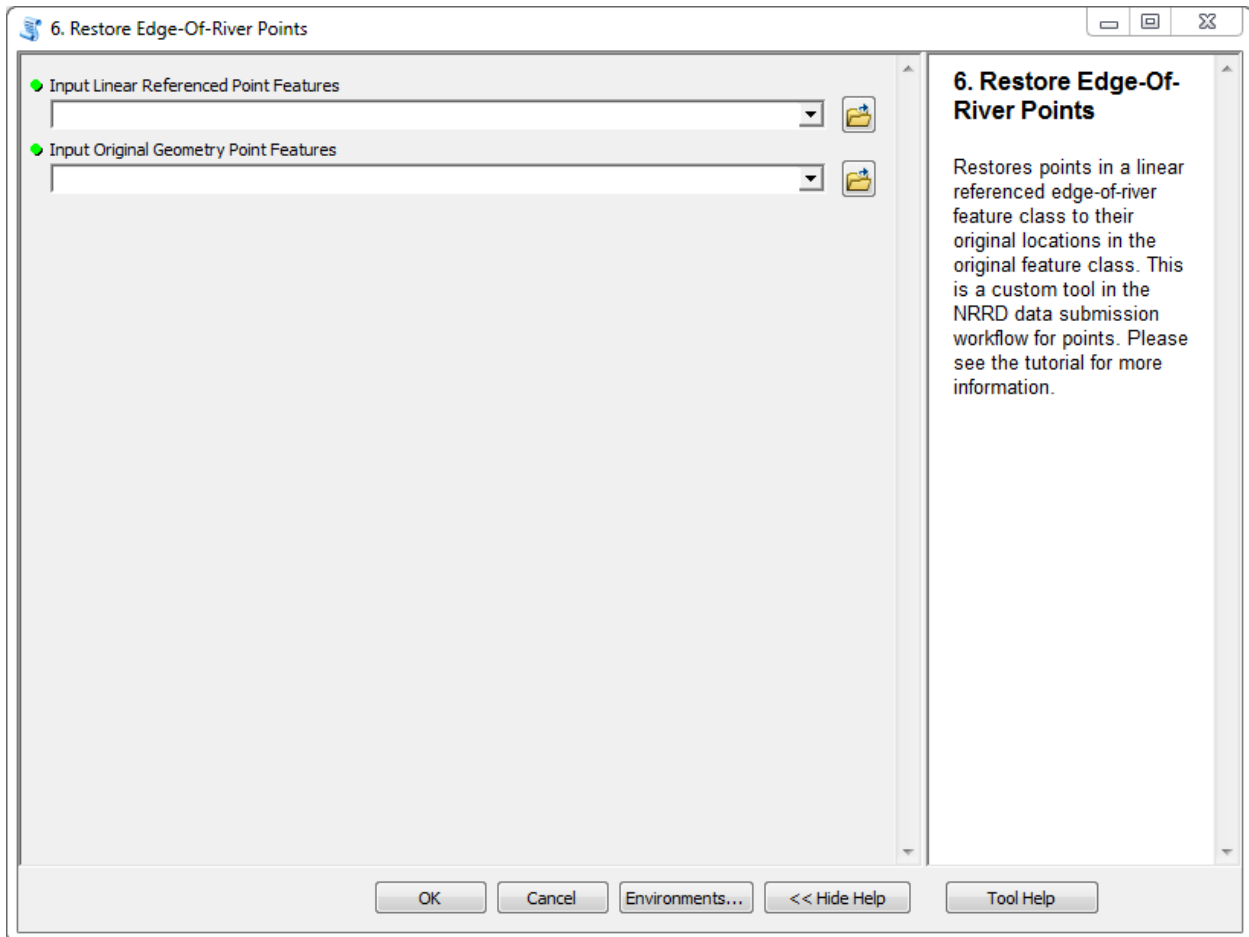 6. Restore Edge-Of-River Points
Input Linear Referenced Point Features
Input Original Geometry Point Features
6. Restore Edge-Of-
River Points
Restores points in a linear
referenced edge-of-river
feature class to their
original locations in the
original feature class. This
is a custom tool in the
NRRD data submission
workflow for points. Please
see the tutorial for more
information.
OK
Cancel
Environments...
<< Hide Help
Tool Help